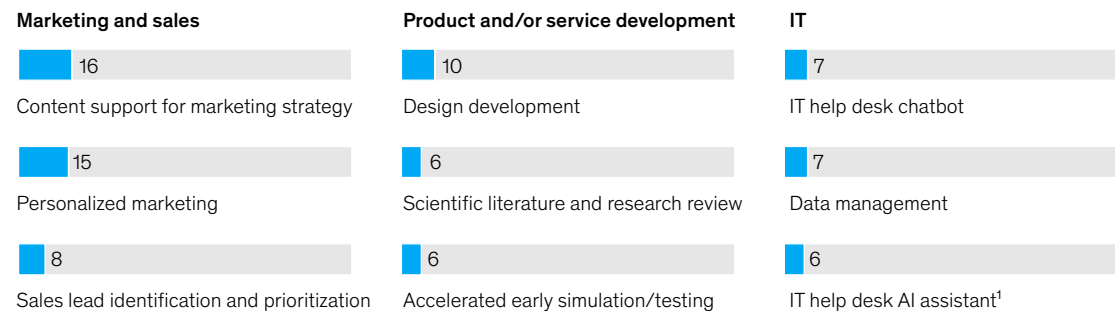 Marketing and sales
16
Content support for marketing strategy
15
Personalized marketing
8
Sales lead identification and prioritization
Product and/or service development
10
Design development
6
Scientific literature and research review
6
Accelerated early simulation/testing
IT
7
IT help desk chatbot
7
Data management
6
IT help desk AI assistant¹